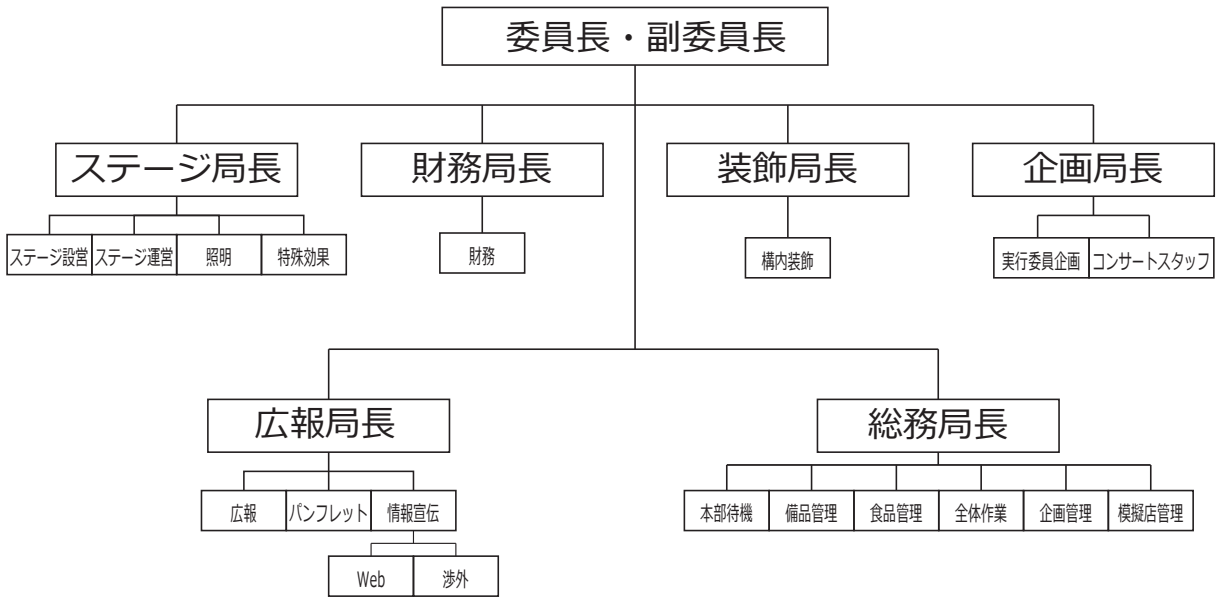 委員長・副委員長
ステージ局長
財務局長
装飾局長
企画局長
ステージ設営
ステージ運営
照明
特殊効果
財務
構内装飾
実行委員企画
コンサートスタッフ
広報局長
総務局長
広報
パンフレット
情報宣伝
本部待機
備品管理
食品管理
全体作業
企画管理
模擬店管理
Web
渉外